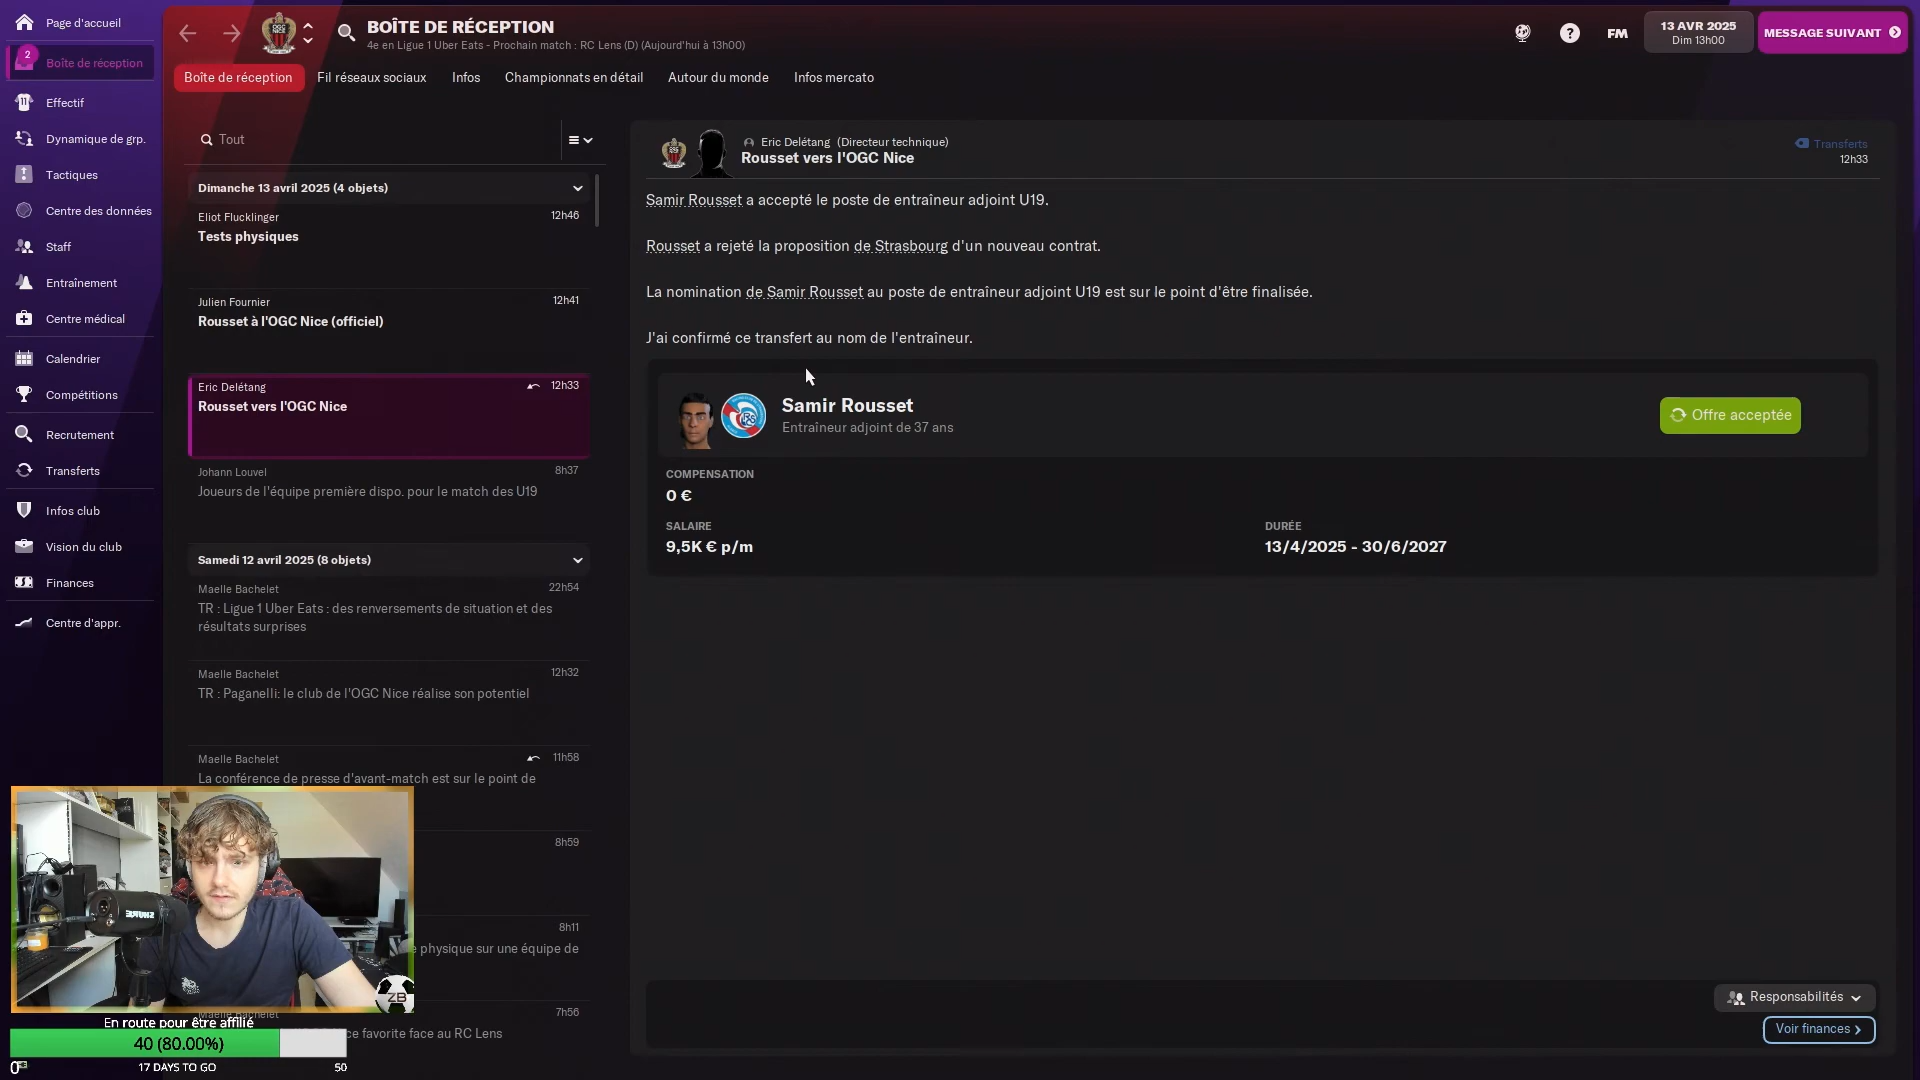 Page d'accueil
2
Boîte de réception
Effectif
Dynamique de grp.
Tactiques
Centre des données
Staff
Entraînement
Centre médical
Calendrier
Compétitions
Recrutement
Transferts
Infos club
Vision du club
Finances
Centre d'appr.
BOÎTE DE RÉCEPTION
4e en Ligue 1 Uber Eats - Prochain match : RC Lens (D) (Aujourd'hui à 13h00)
?
FM
13 AVR 2025
Dim 13h00
MESSAGE SUIVANT
Boîte de réception
Fil réseaux sociaux
Infos
Championnats en détail
Autour du monde
Infos mercato
Tout
Dimanche 13 avril 2025 (4 objets)
Eliot Flucklinger 12h46
Tests physiques
Julien Fournier 12h41
Rousset à l'OGC Nice (officiel)
Eric Delétang 12h33
Rousset vers l'OGC Nice
Johann Louvel 8h37
Joueurs de l'équipe première dispo. pour le match des U19
Samedi 12 avril 2025 (8 objets)
Maelle Bachelet 22h54
TR : Ligue 1 Uber Eats : des renversements de situation et des
résultats surprises
Maelle Bachelet 12h32
TR : Paganelli: le club de l'OGC Nice réalise son potentiel
Maelle Bachelet 11h58
La conférence de presse d'avant-match est sur le point de
8h59
8h11
physique sur une équipe de
Maelle Bachelet 7h56
ce favorite face au RC Lens
Eric Delétang (Directeur technique)
Rousset vers l'OGC Nice
Transferts
12h33
Samir Rousset a accepté le poste de entraîneur adjoint U19.
Rousset a rejeté la proposition de Strasbourg d'un nouveau contrat.
La nomination de Samir Rousset au poste de entraîneur adjoint U19 est sur le point d'être finalisée.
J'ai confirmé ce transfert au nom de l'entraîneur.
Samir Rousset
Entraîneur adjoint de 37 ans
Offre acceptée
COMPENSATION
0 €
SALAIRE
9,5K € p/m
DURÉE
13/4/2025 - 30/6/2027
Responsabilités
Voir finances
SHURE
ZB
En route pour être affilié
40 (80.00%)
0
17 DAYS TO GO
50